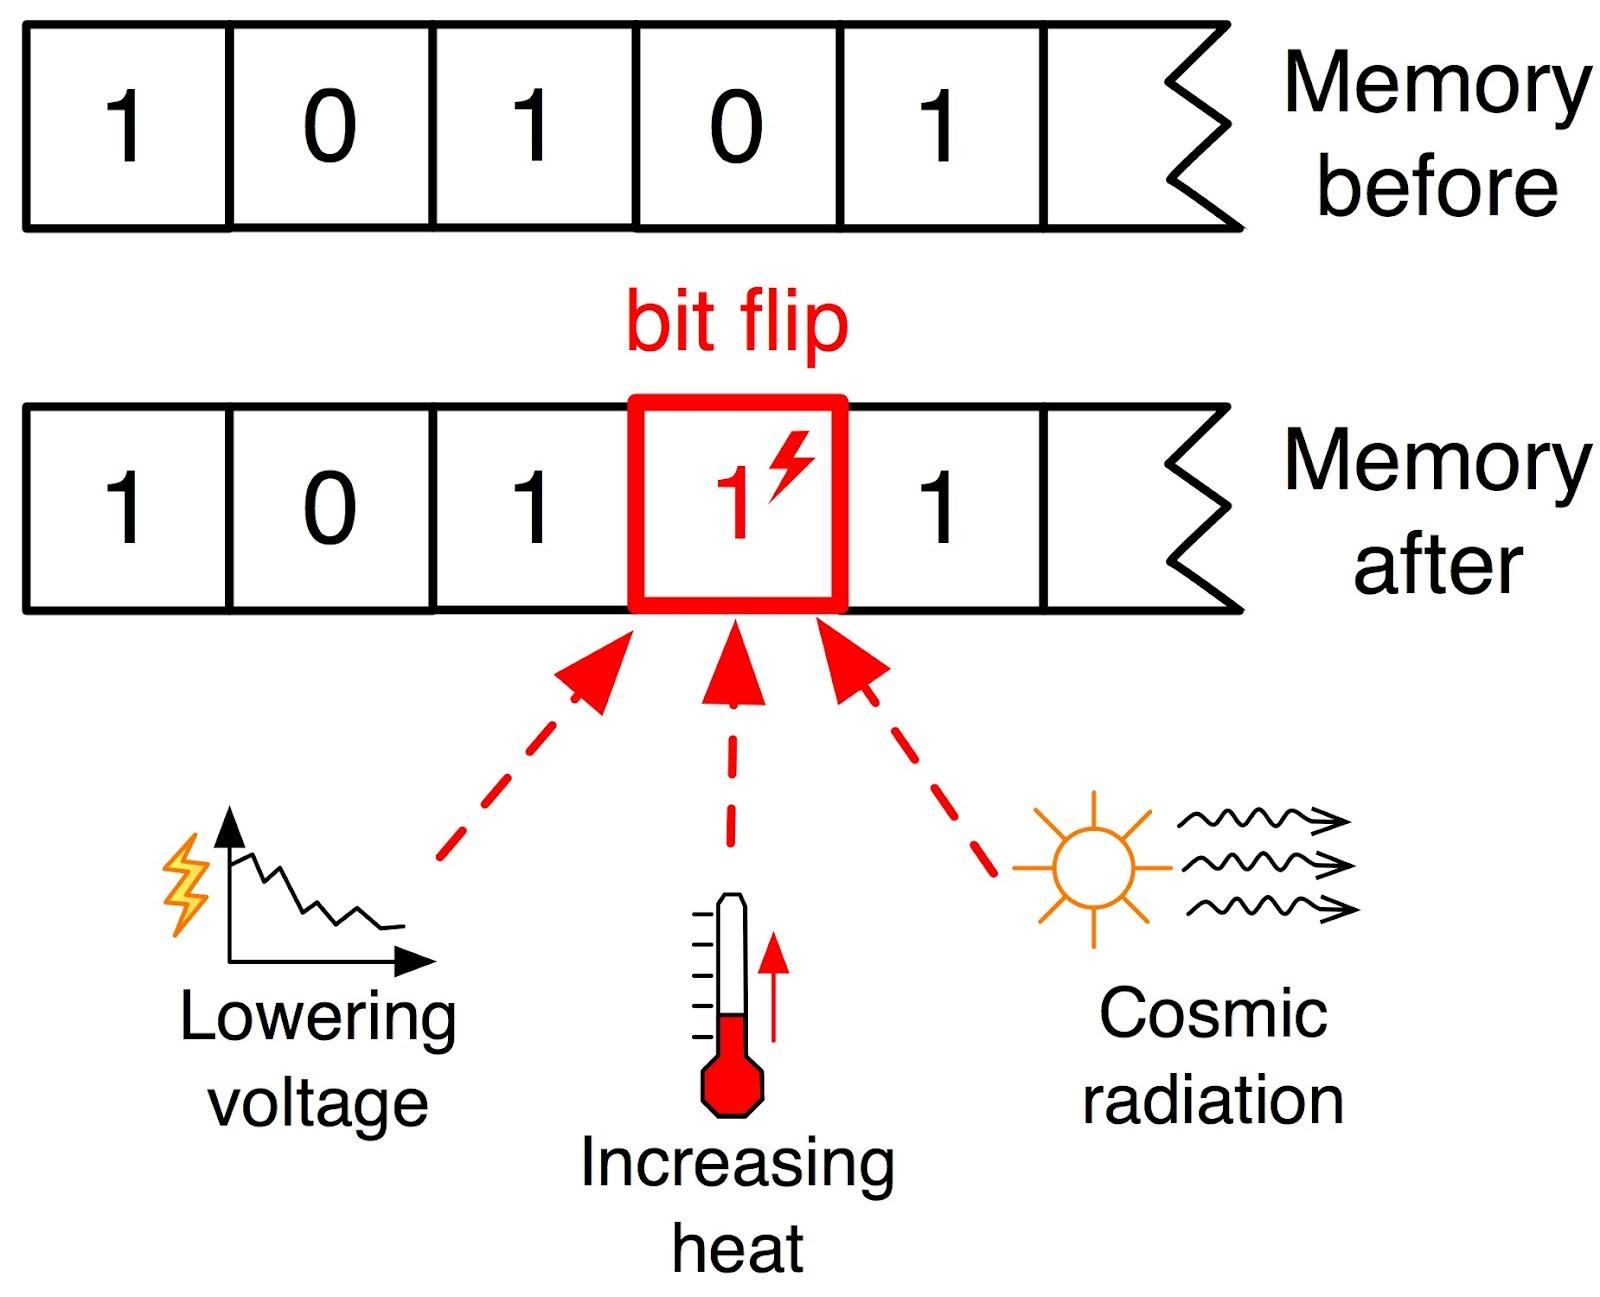 1 0 1 0 1
Memory
before
bit flip
1 0 1 1 1
Memory
after
Lowering
voltage
Increasing
heat
Cosmic
radiation